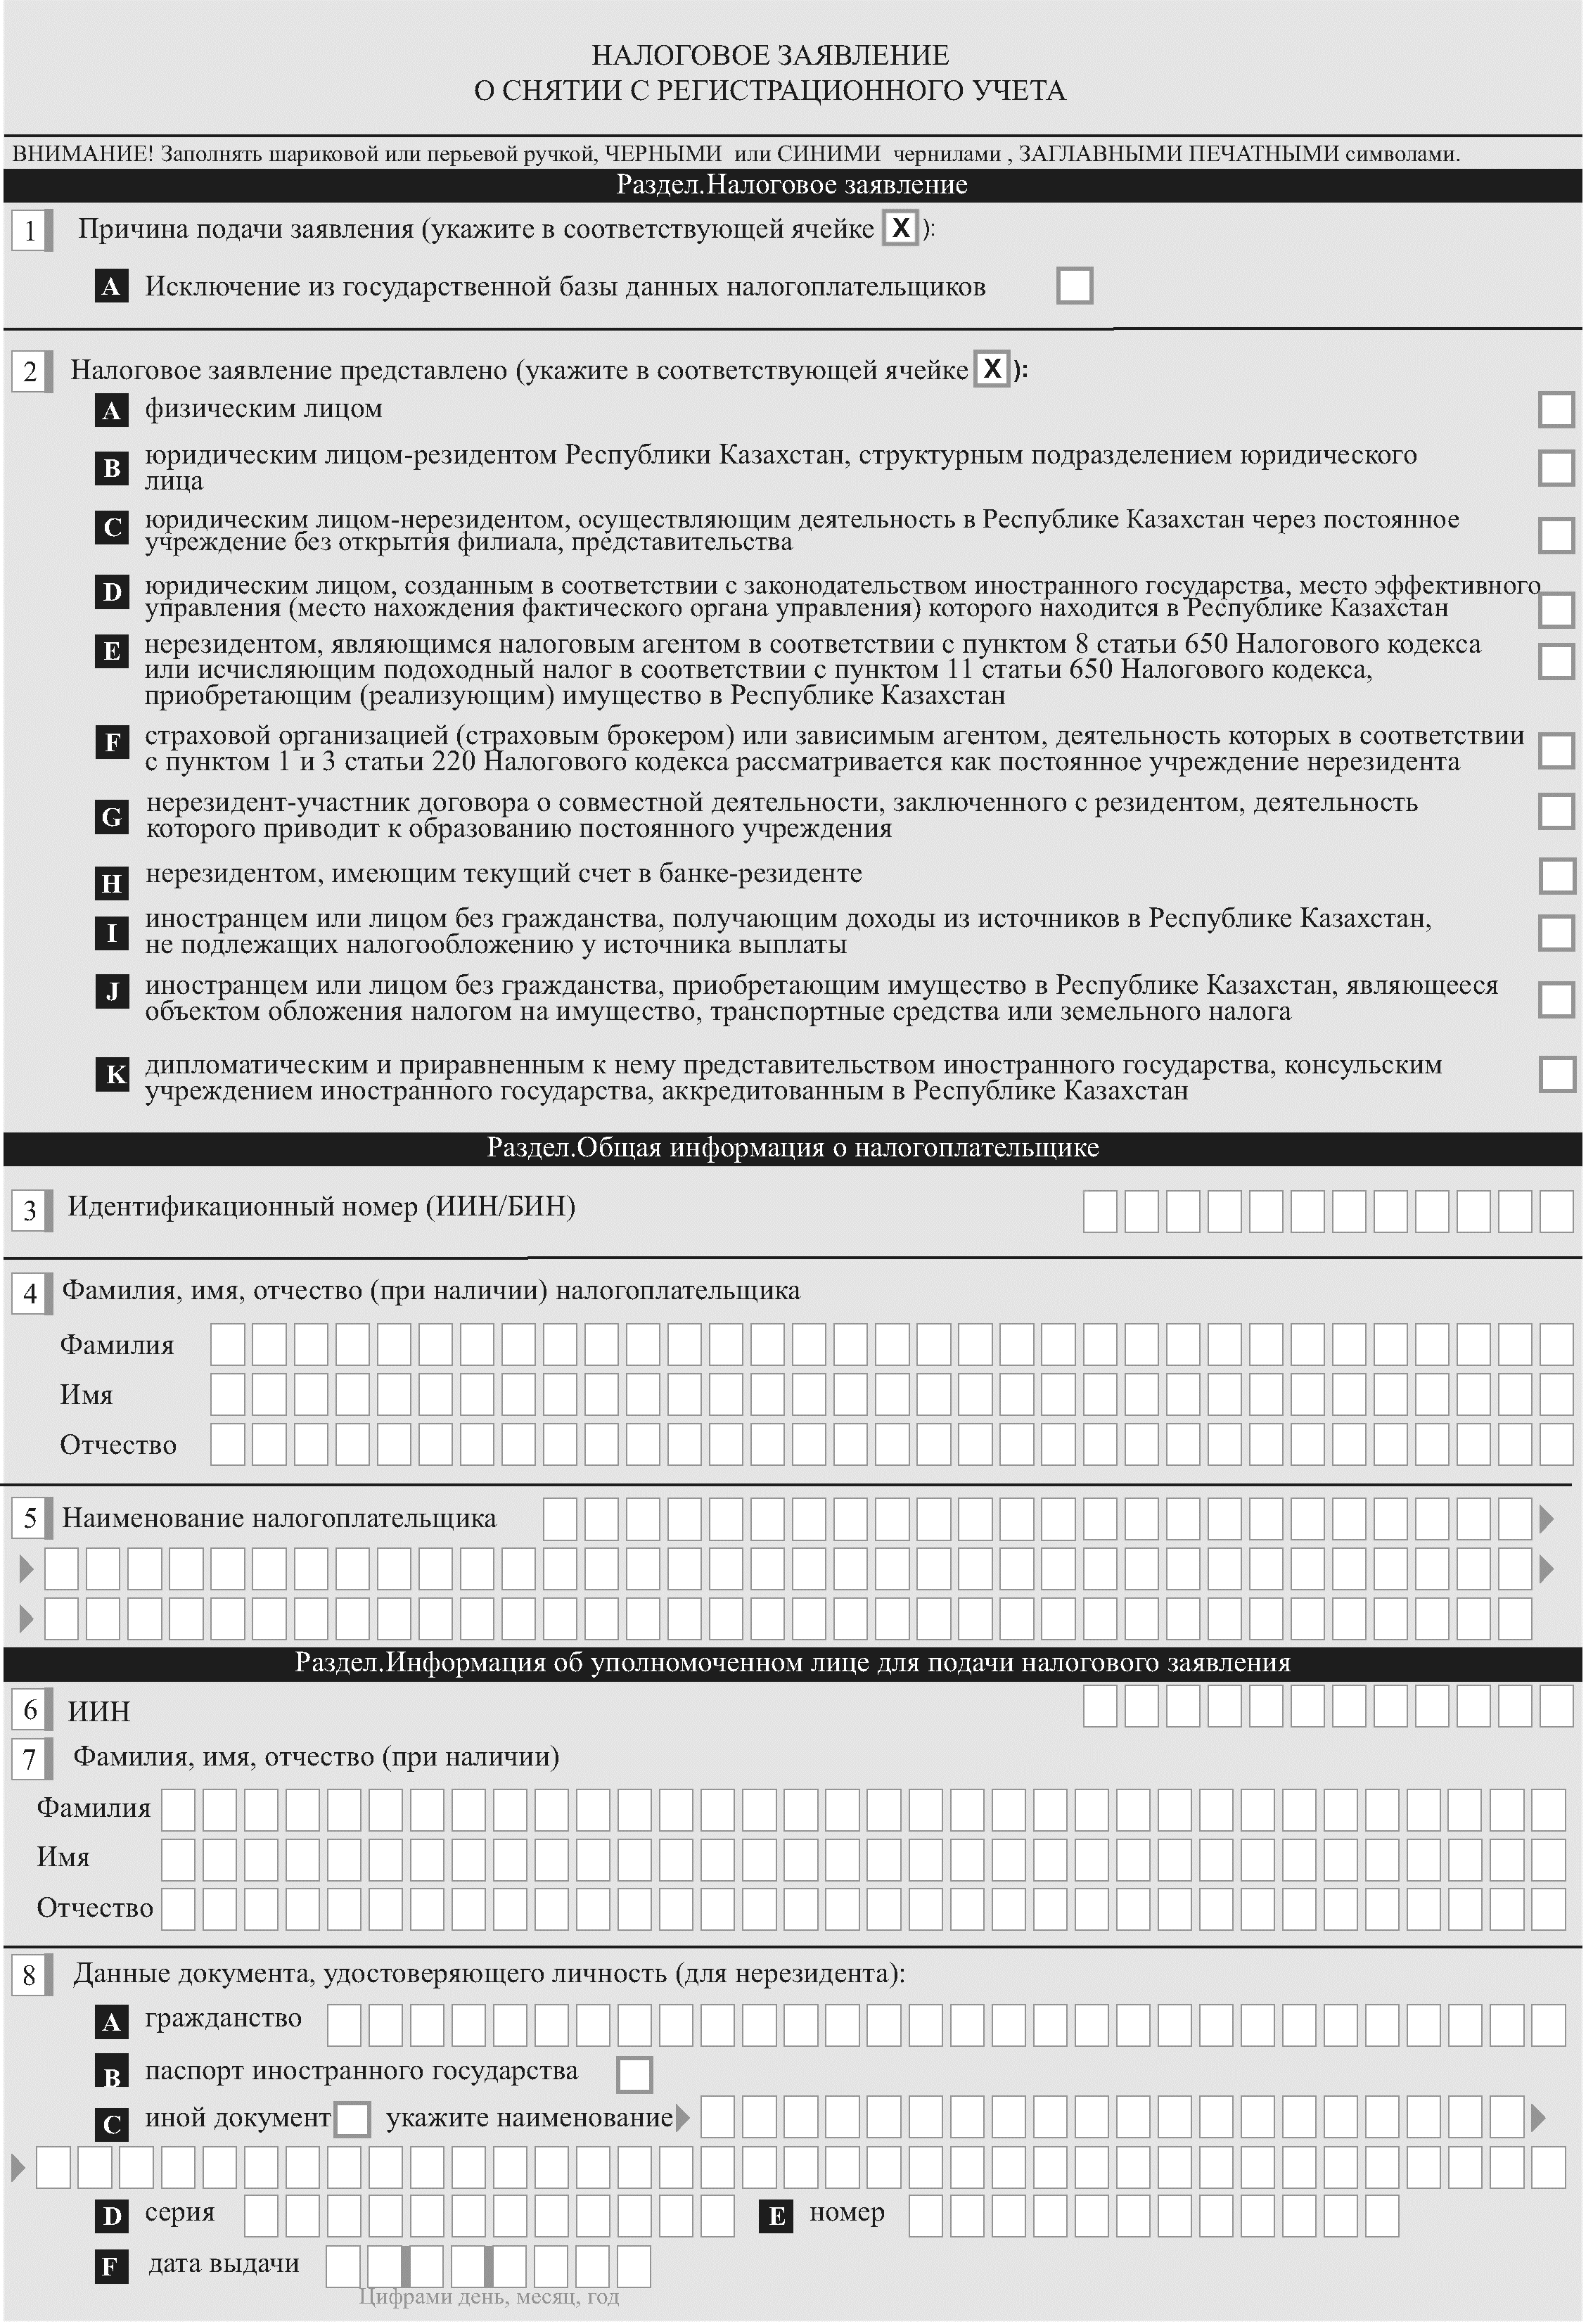 НАЛОГОВОЕ ЗАЯВЛЕНИЕ
О СНЯТИИ С РЕГИСТРАЦИОННОГО УЧЕТА
ВНИМАНИЕ! Заполнять шариковой или перьевой ручкой, ЧЕРНЫМИ или СИНИМИ чернилами , ЗАГЛАВНЫМИ ПЕЧАТНЫМИ символами.
Раздел.Налоговое заявление
1 Причина подачи заявления (укажите в соответствующей ячейке X ):
A Исключение из государственной базы данных налогоплательщиков
2 Налоговое заявление представлено (укажите в соответствующей ячейке X ):
A физическим лицом
B юридическим лицом-резидентом Республики Казахстан, структурным подразделением юридического
лица
C юридическим лицом-нерезидентом, осуществляющим деятельность в Республике Казахстан через постоянное
учреждение без открытия филиала, представительства
D юридическим лицом, созданным в соответствии с законодательством иностранного государства, место эффективного
управления (место нахождения фактического органа управления) которого находится в Республике Казахстан
E нерезидентом, являющимся налоговым агентом в соответствии с пунктом 8 статьи 650 Налогового кодекса
или исчисляющим подоходный налог в соответствии с пунктом 11 статьи 650 Налогового кодекса,
приобретающим (реализующим) имущество в Республике Казахстан
F страховой организацией (страховым брокером) или зависимым агентом, деятельность которых в соответствии
с пунктом 1 и 3 статьи 220 Налогового кодекса рассматривается как постоянное учреждение нерезидента
G нерезидент-участник договора о совместной деятельности, заключенного с резидентом, деятельность
которого приводит к образованию постоянного учреждения
H нерезидентом, имеющим текущий счет в банке-резиденте
I иностранцем или лицом без гражданства, получающим доходы из источников в Республике Казахстан,
не подлежащих налогообложению у источника выплаты
J иностранцем или лицом без гражданства, приобретающим имущество в Республике Казахстан, являющееся
объектом обложения налогом на имущество, транспортные средства или земельного налога
K дипломатическим и приравненным к нему представительством иностранного государства, консульским
учреждением иностранного государства, аккредитованным в Республике Казахстан
Раздел.Общая информация о налогоплательщике
3 Идентификационный номер (ИИН/БИН)
4 Фамилия, имя, отчество (при наличии) налогоплательщика
Фамилия
Имя
Отчество
5 Наименование налогоплательщика
Раздел.Информация об уполномоченном лице для подачи налогового заявления
6 ИИН
7 Фамилия, имя, отчество (при наличии)
Фамилия
Имя
Отчество
8 Данные документа, удостоверяющего личность (для нерезидента):
A гражданство
B паспорт иностранного государства
C иной документ укажите наименование
D серия E номер
F дата выдачи
Цифрами день, месяц, год